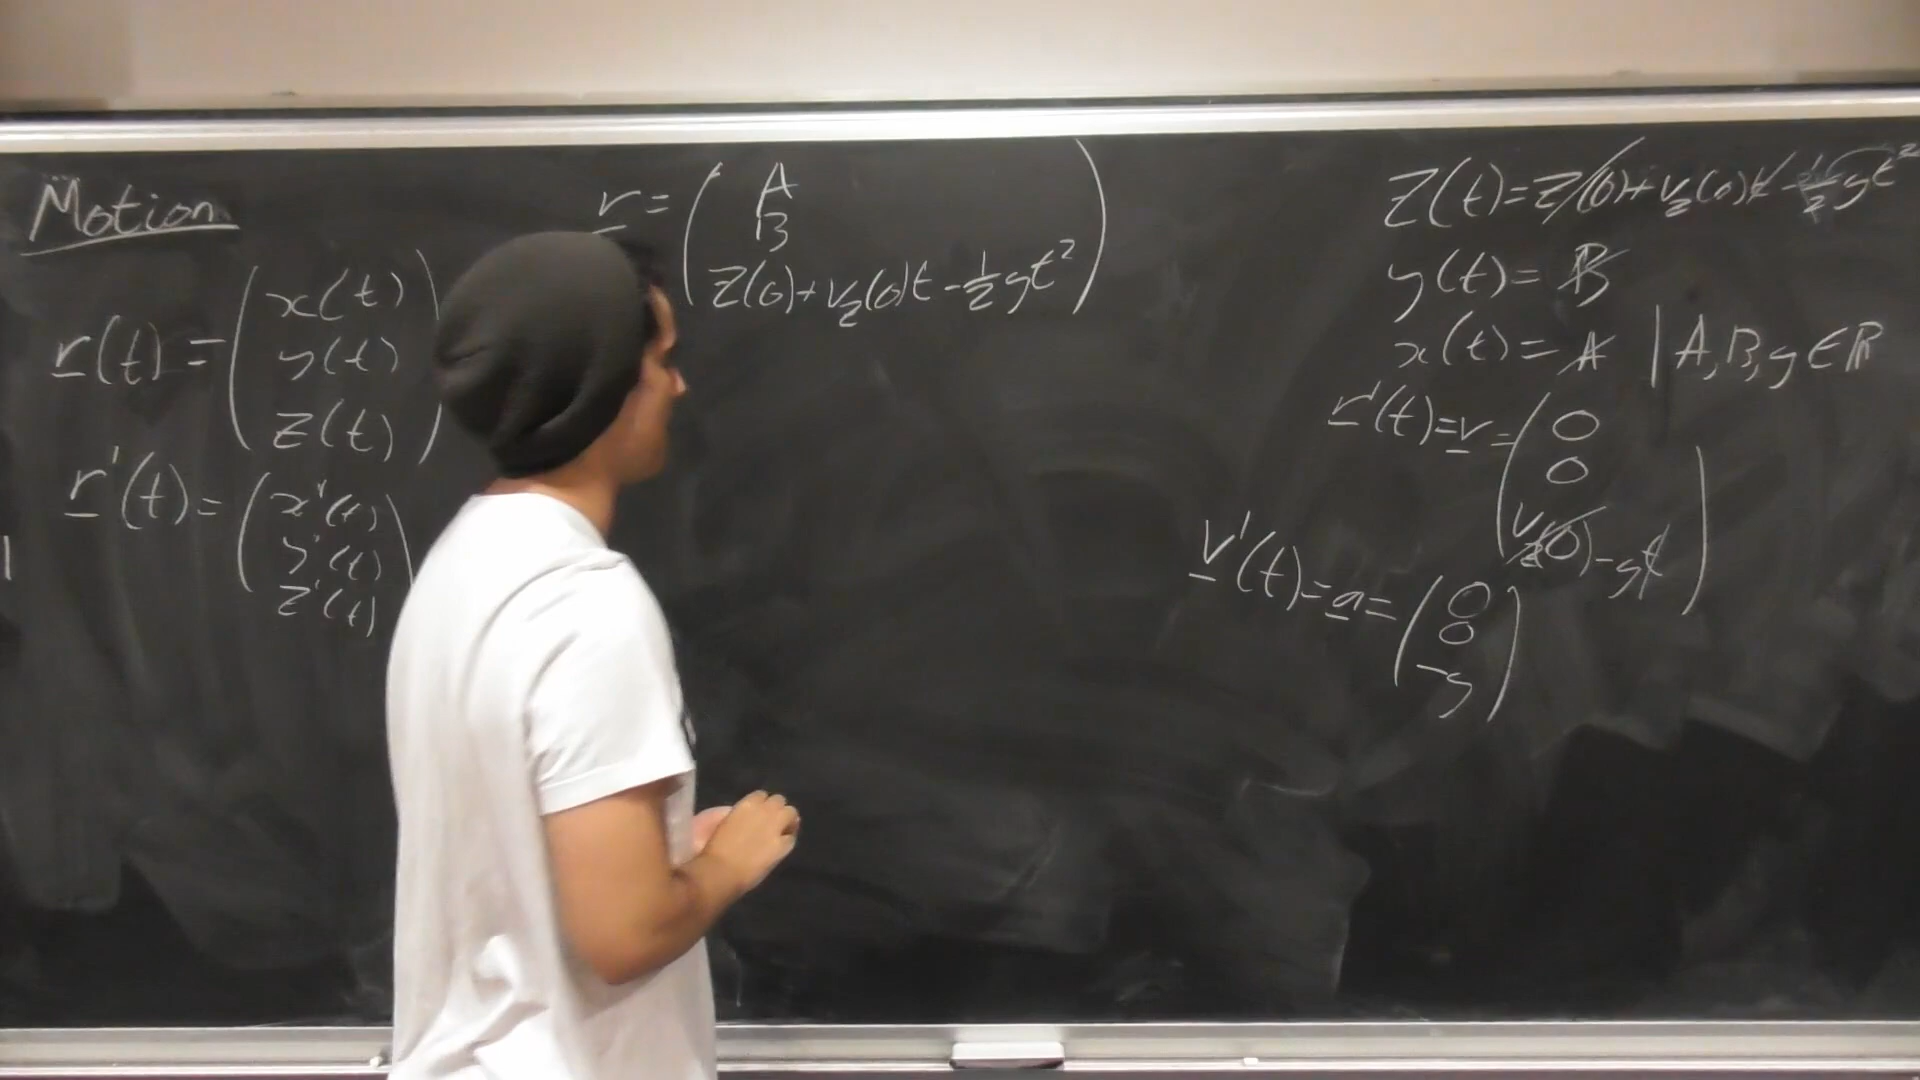 Motion
r(t) = ( x(t)
y(t)
z(t) )
r'(t) = ( x'(t)
y'(t)
z'(t) )
r = ( A
B
z(0) + v_z(0)t - 1/2 gt² )
z(t) = z(0) + v_z(0)t - 1/2 gt²
y(t) = B
x(t) = A | A, B, g ∈ ℝ
r'(t) = v = ( 0
0
v_z(0) - gt )
v'(t) = a = ( 0
0
-g )